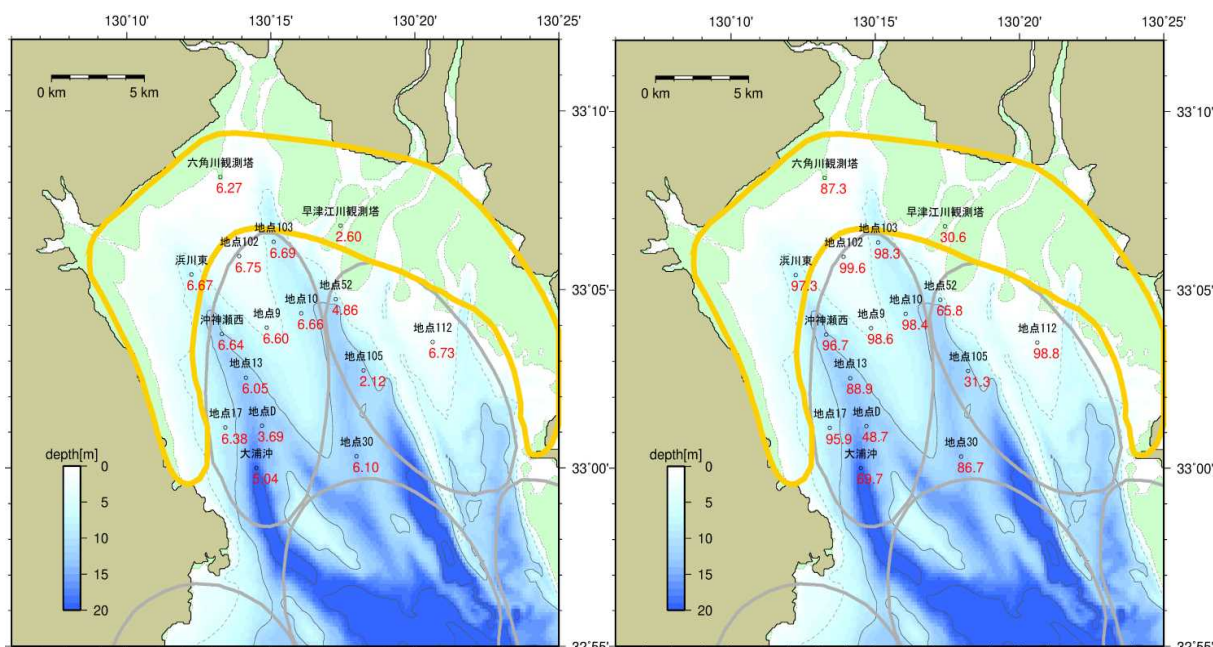 130°10' 130°15' 130°20' 130°25'
0 km 5 km
33°10'
六角川観測塔
6.27
早津江川観測塔
2.60
地点103
6.69
地点102
6.75
浜川東
6.67
33°05'
地点52
4.86
地点10
6.66
地点9
6.60
沖神瀬西
6.64
地点112
6.73
地点105
2.12
地点13
6.05
地点17
6.38
地点D
3.69
地点30
6.10
大浦沖
5.04
33°00'
depth[m]
0
5
10
15
20
32°55'
130°10' 130°15' 130°20' 130°25'
0 km 5 km
33°10'
六角川観測塔
87.3
早津江川観測塔
30.6
地点103
98.3
地点102
99.6
浜川東
97.3
33°05'
地点52
65.8
地点10
98.4
地点9
98.6
沖神瀬西
96.7
地点112
98.8
地点105
31.3
地点13
88.9
地点17
95.9
地点D
48.7
地点30
86.7
大浦沖
69.7
33°00'
depth[m]
0
5
10
15
20
32°55'